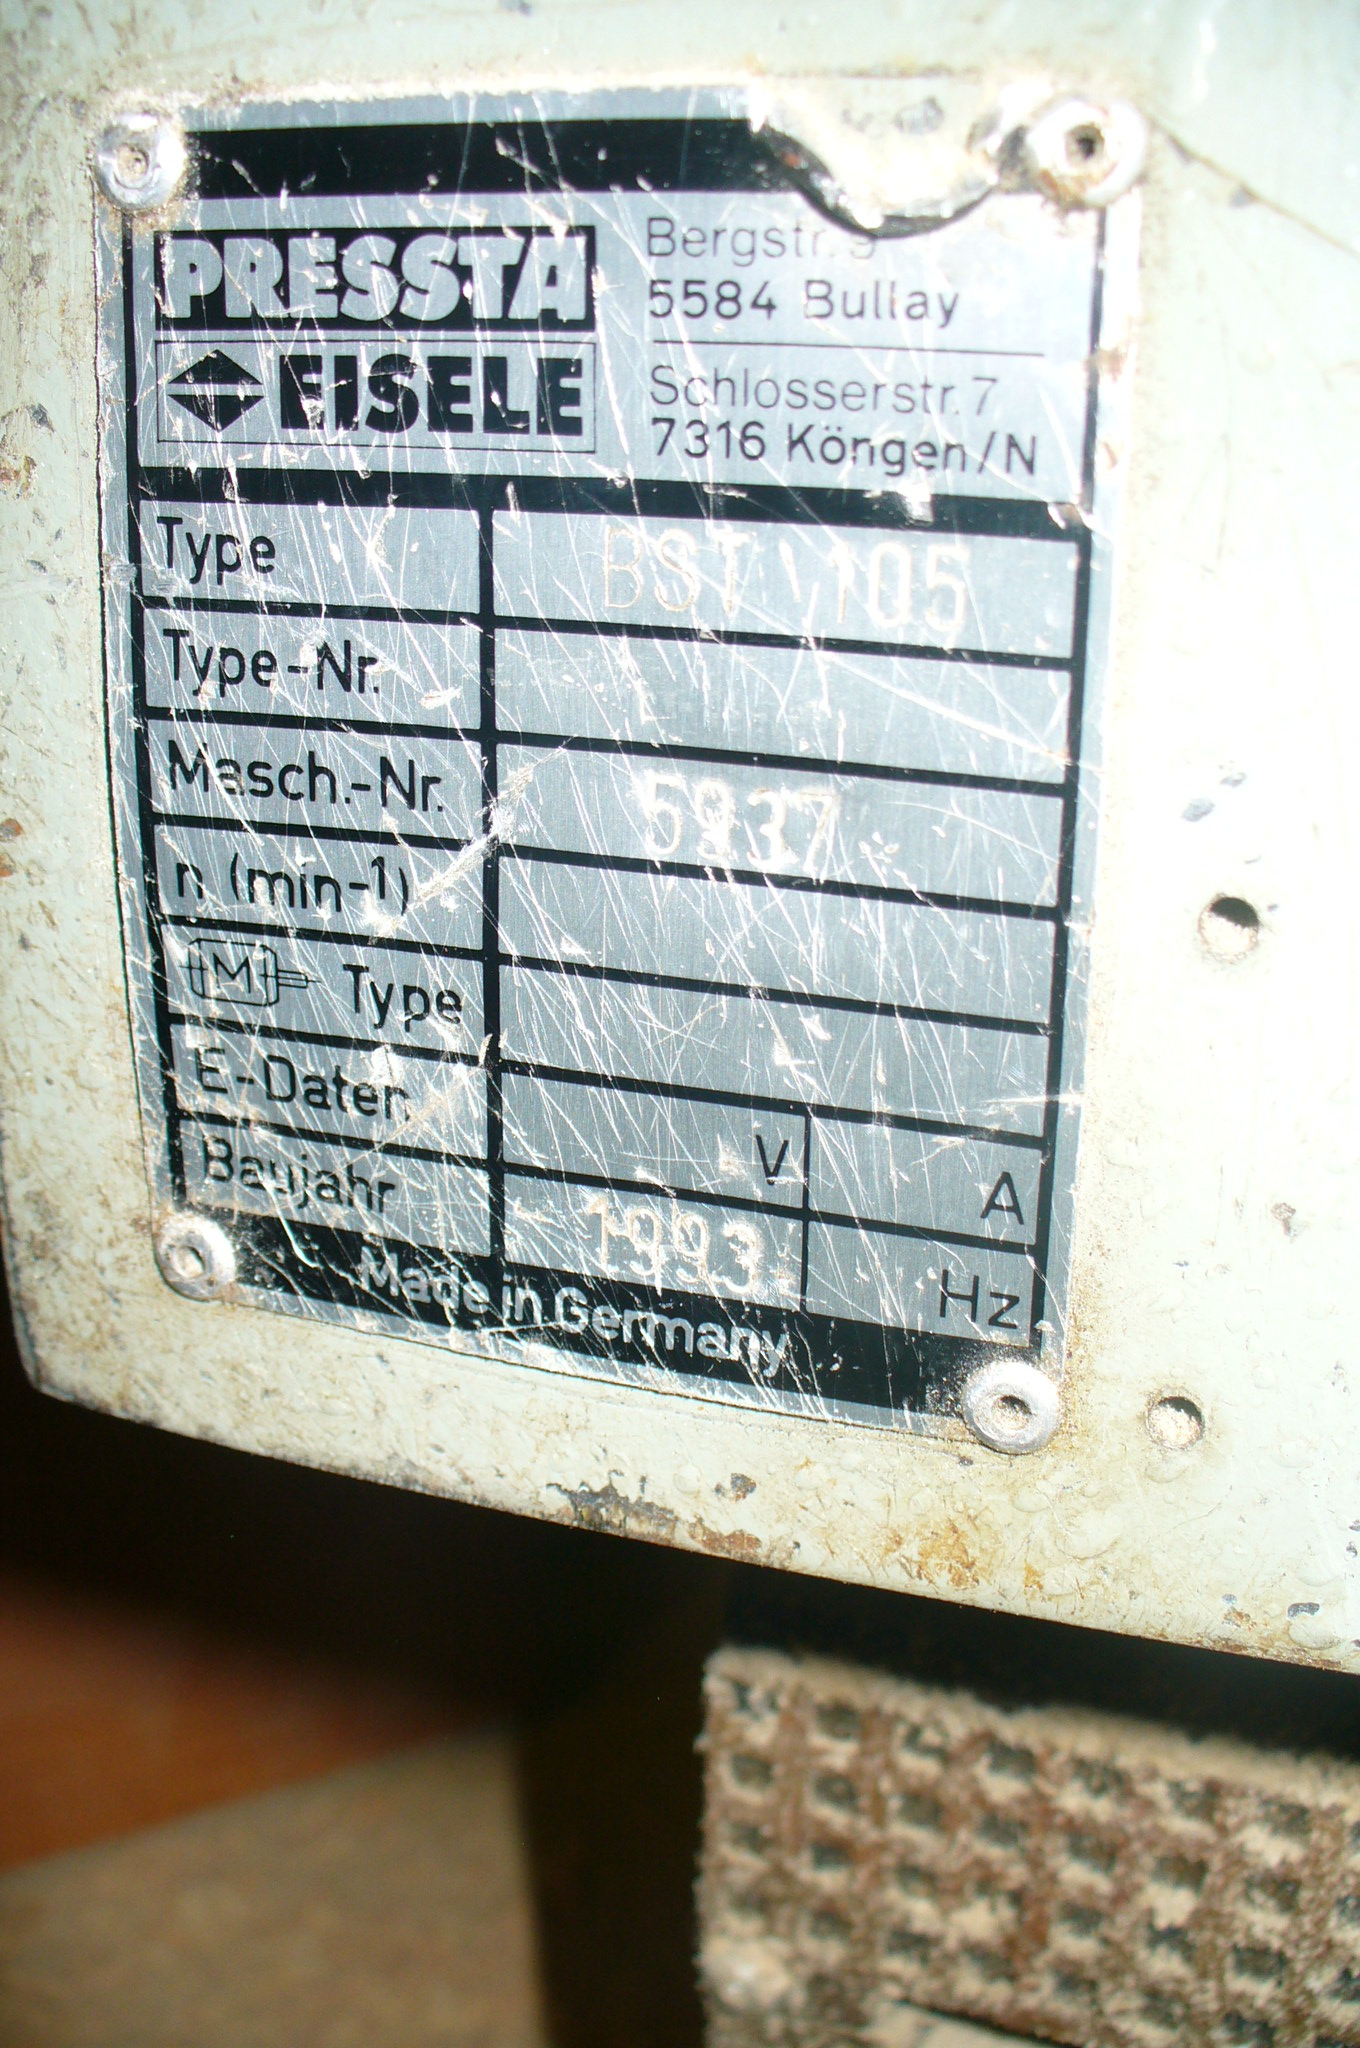 PRESSTA
Bergstr. 9
5584 Bullay
EISELE
Schlosserstr. 7
7316 Köngen/N
Type BST 105
Type-Nr.
Masch.-Nr. 5937
n (min-1)
M Type
E-Daten V A
Baujahr 1993 Hz
Made in Germany